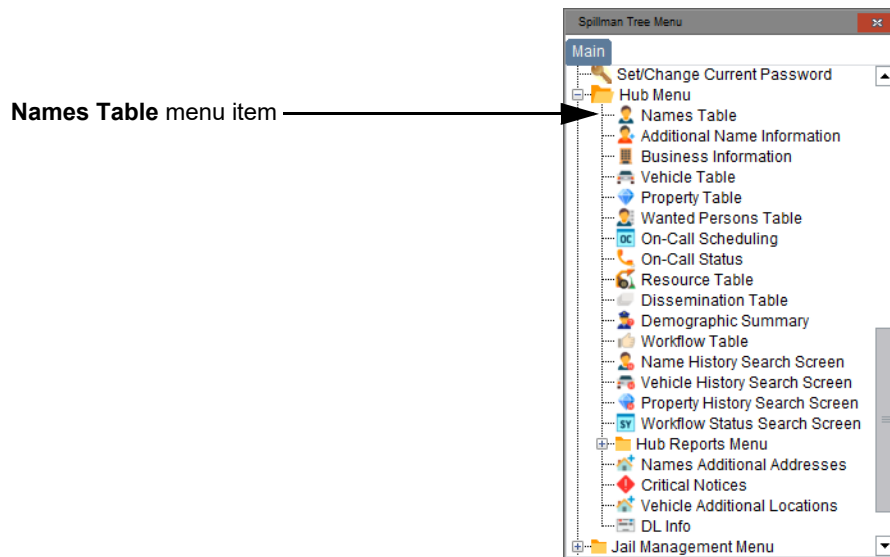 Spillman Tree Menu
Main
Set/Change Current Password
Hub Menu
Names Table menu item
Names Table
Additional Name Information
Business Information
Vehicle Table
Property Table
Wanted Persons Table
OC On-Call Scheduling
On-Call Status
Resource Table
Dissemination Table
Demographic Summary
Workflow Table
Name History Search Screen
Vehicle History Search Screen
Property History Search Screen
SY Workflow Status Search Screen
Hub Reports Menu
Names Additional Addresses
Critical Notices
Vehicle Additional Locations
DL Info
Jail Management Menu